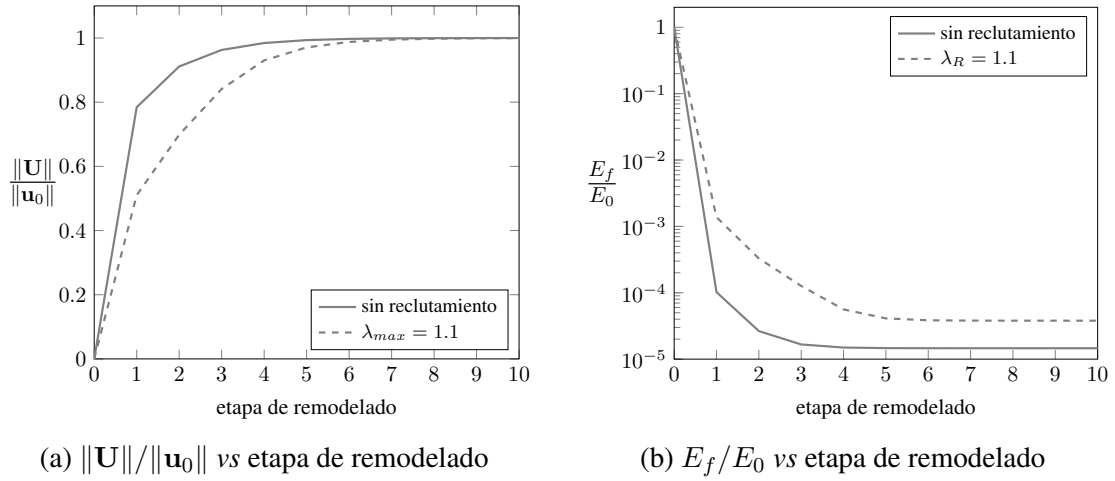 1
0.8
0.6
0.4
0.2
0
‖U‖
‖u₀‖
sin reclutamiento
λmax = 1.1
0 1 2 3 4 5 6 7 8 9 10
etapa de remodelado
(a) ‖U‖/‖u₀‖ vs etapa de remodelado
1
10⁻¹
10⁻²
10⁻³
10⁻⁴
10⁻⁵
E_f
E₀
sin reclutamiento
λ_R = 1.1
0 1 2 3 4 5 6 7 8 9 10
etapa de remodelado
(b) E_f/E₀ vs etapa de remodelado